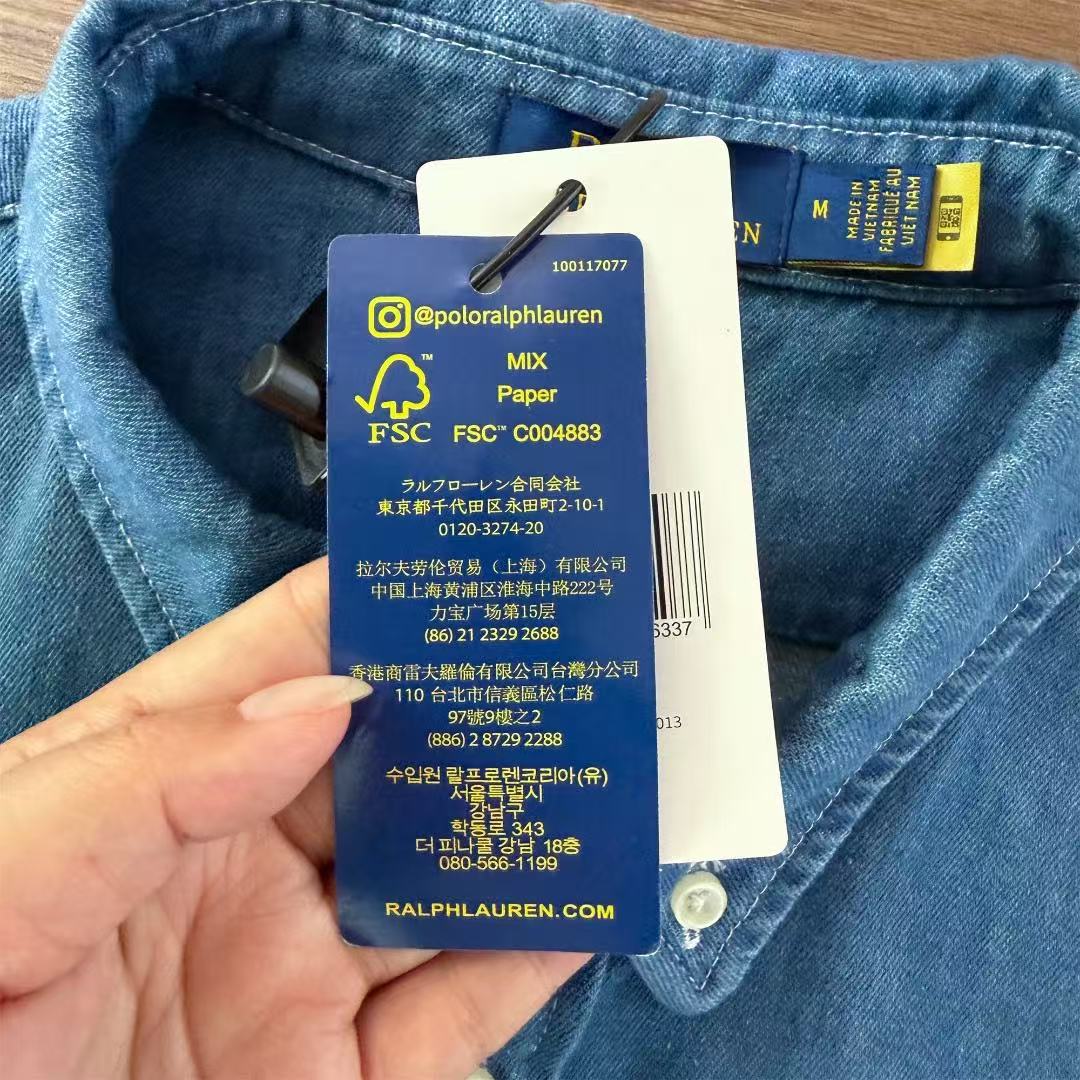 100117077
@poloralphlauren
MIX
Paper
FSC™ C004883
FSC
ラルフローレン合同会社
東京都千代田区永田町2-10-1
0120-3274-20
拉尔夫劳伦贸易（上海）有限公司
中国上海黄浦区淮海中路222号
力宝广场第15层
(86) 21 2329 2688
香港商雷夫羅倫有限公司台灣分公司
110 台北市信義區松仁路
97號9樓之2
(886) 2 8729 2288
수입원 랄프로렌코리아(유)
서울특별시
강남구
학동로 343
더 피나클 강남 18층
080-566-1199
RALPHLAUREN.COM
M
MADE IN
VIETNAM
FABRIQUÉ AU
VIÊT NAM
6337
013